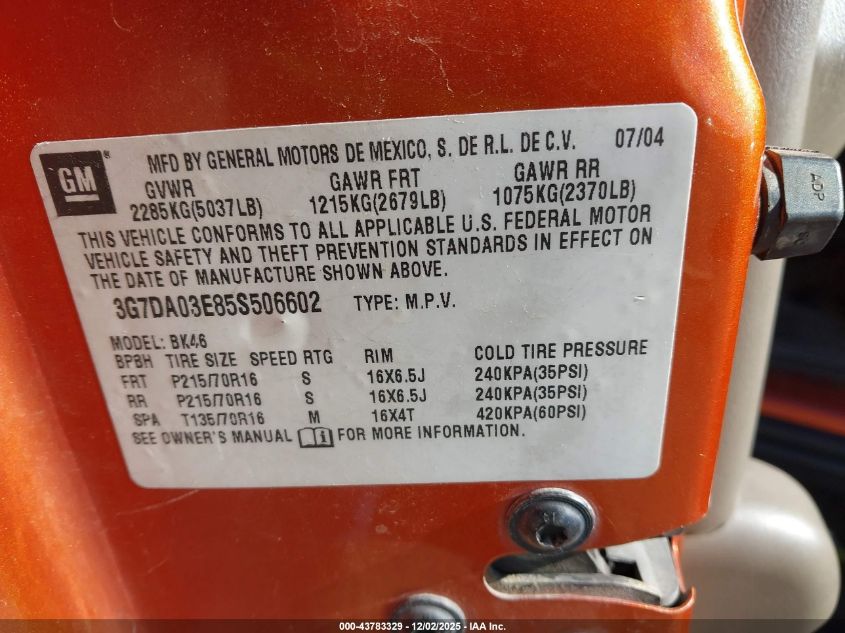 GM
MFD BY GENERAL MOTORS DE MEXICO, S. DE R.L. DE C.V. 07/04
GVWR GAWR FRT GAWR RR
2285KG(5037LB) 1215KG(2679LB) 1075KG(2370LB)
THIS VEHICLE CONFORMS TO ALL APPLICABLE U.S. FEDERAL MOTOR
VEHICLE SAFETY AND THEFT PREVENTION STANDARDS IN EFFECT ON
THE DATE OF MANUFACTURE SHOWN ABOVE.
3G7DA03E85S506602 TYPE: M.P.V.
MODEL: BK46
BPBH TIRE SIZE SPEED RTG RIM COLD TIRE PRESSURE
FRT P215/70R16 S 16X6.5J 240KPA(35PSI)
RR P215/70R16 S 16X6.5J 240KPA(35PSI)
SPA T135/70R16 M 16X4T 420KPA(60PSI)
SEE OWNER'S MANUAL FOR MORE INFORMATION.
ADP
000-43783329 - 12/02/2025 - IAA Inc.